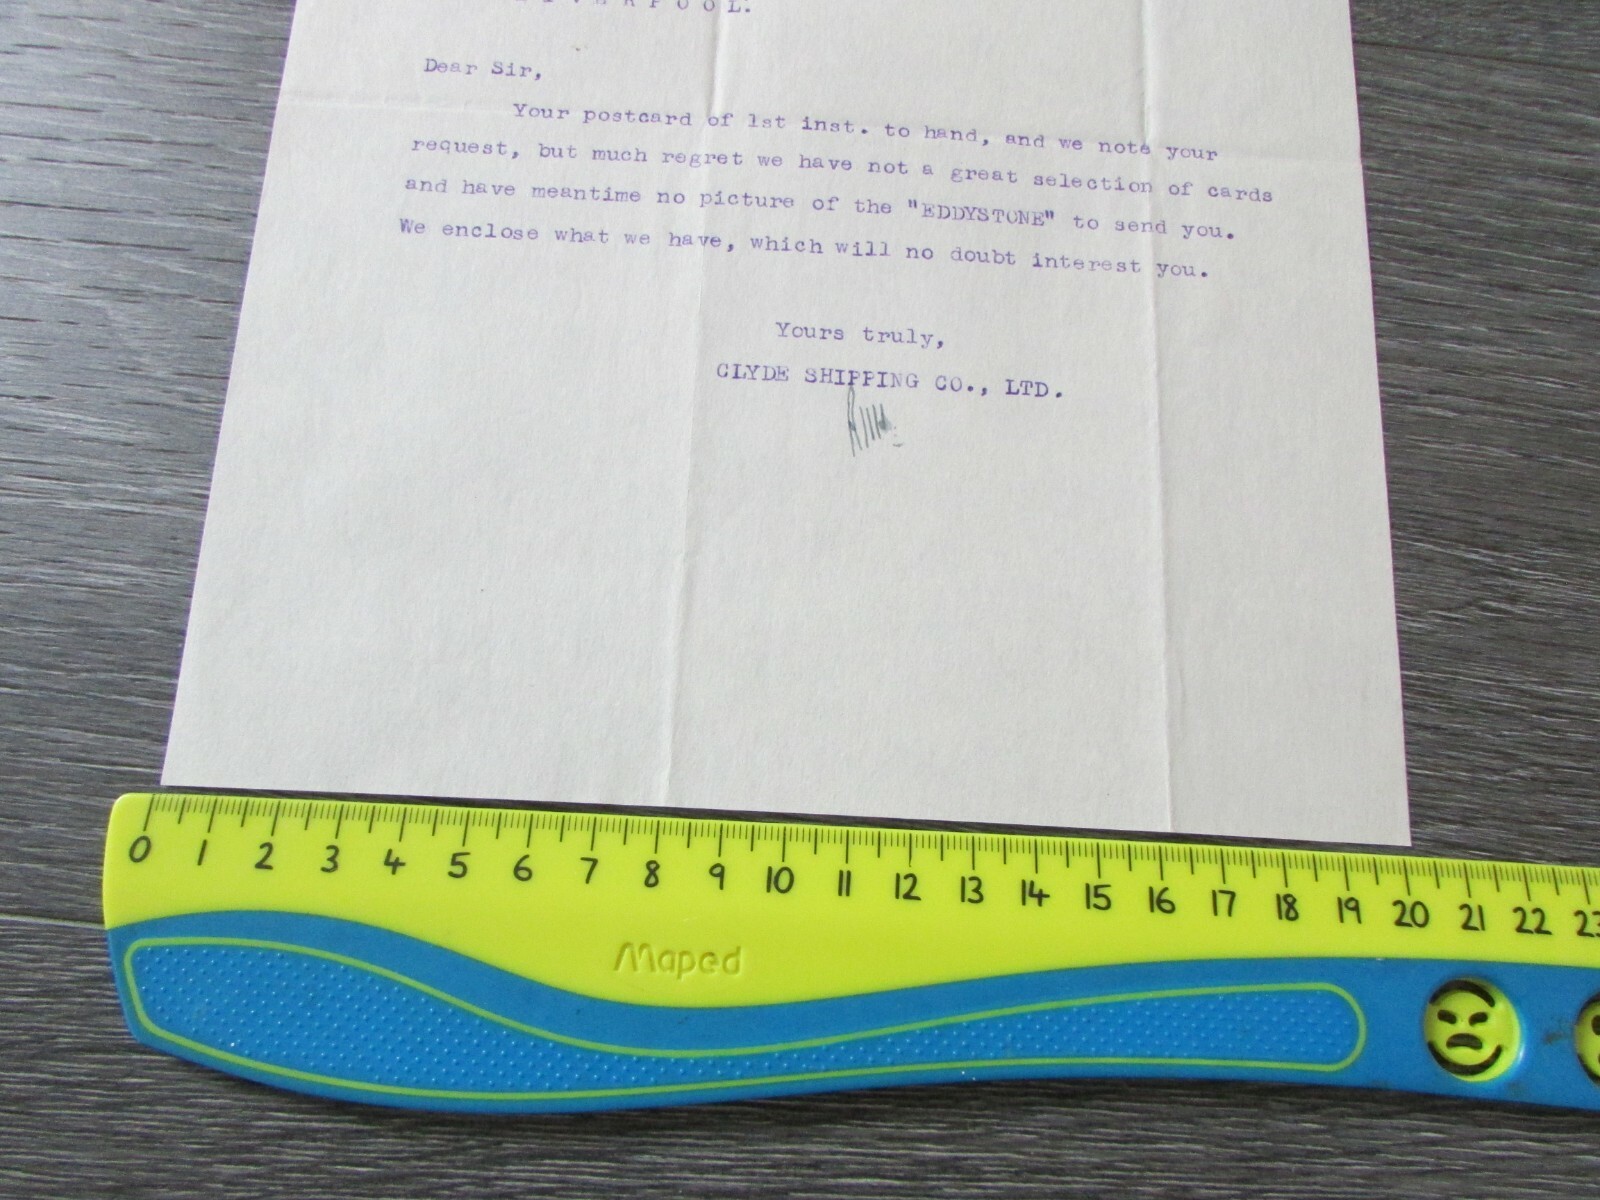 L.
Dear Sir,
Your postcard of 1st inst. to hand, and we note your
request, but much regret we have not a great selection of cards
and have meantime no picture of the "EDDYSTONE" to send you.
We enclose what we have, which will no doubt interest you.
Yours truly,
CLYDE SHIPPING CO., LTD.
0 1 2 3 4 5 6 7 8 9 10 11 12 13 14 15 16 17 18 19 20 21 22 23
Maped